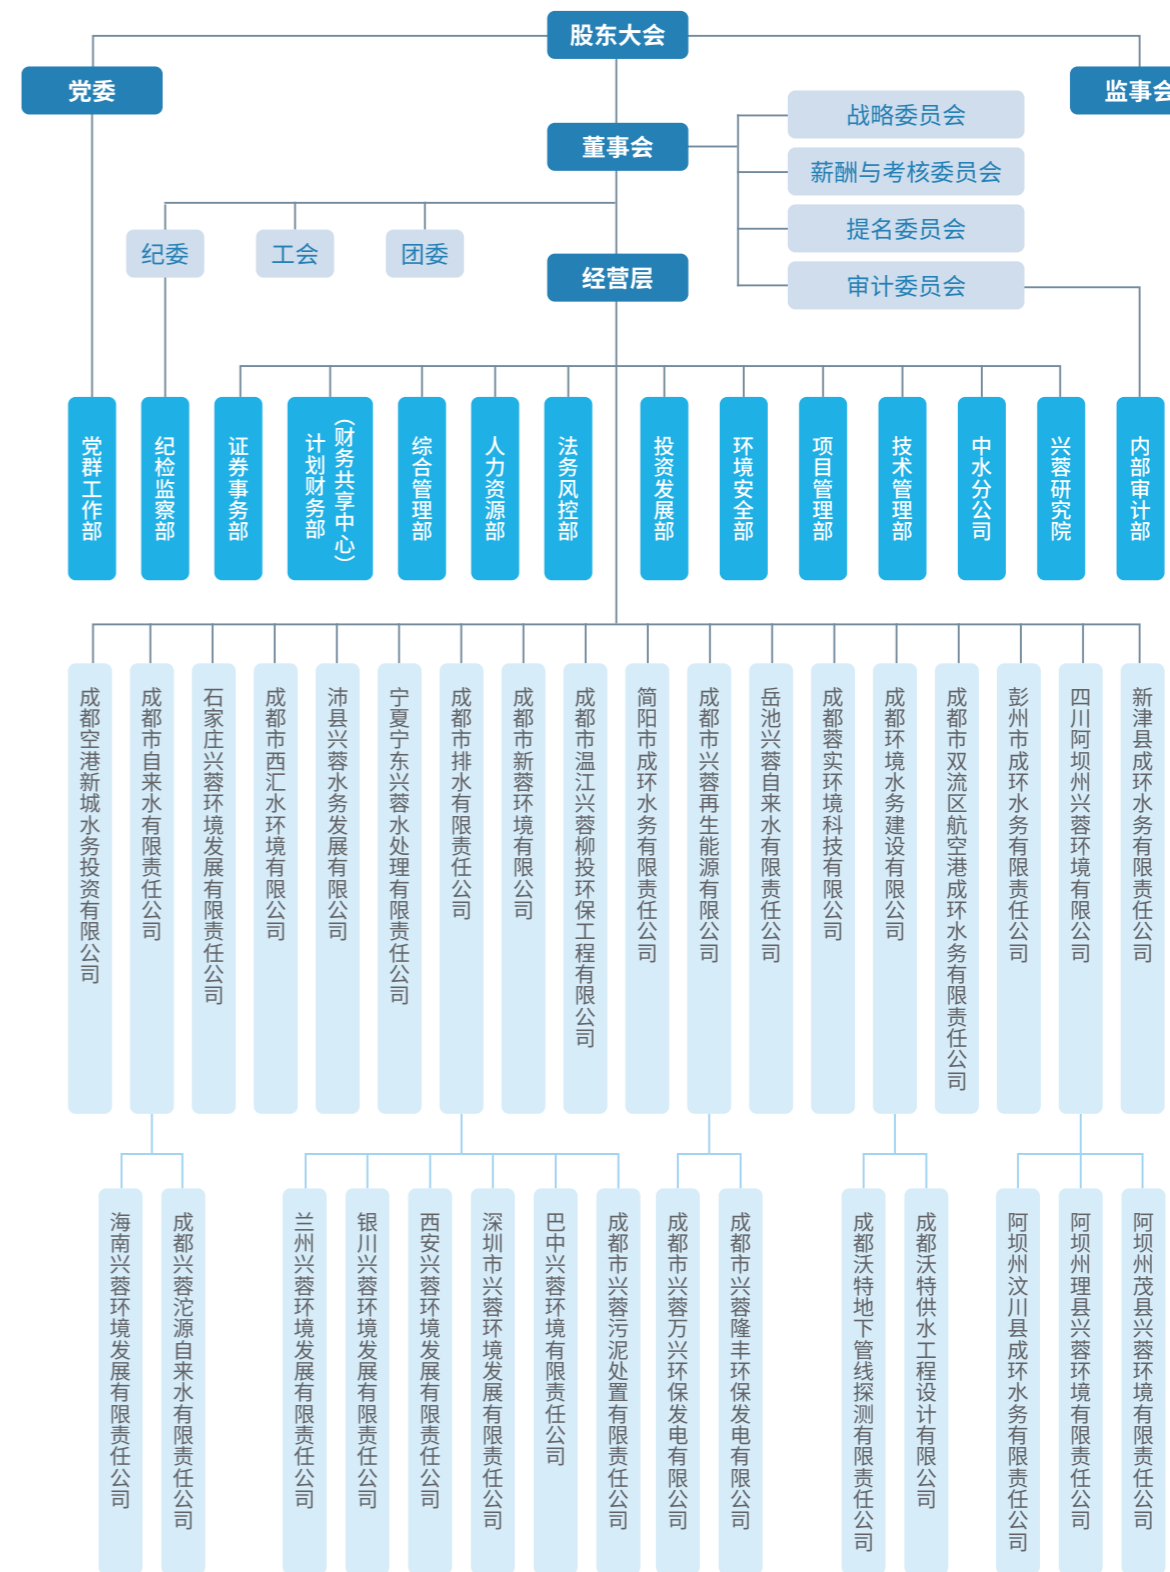 股东大会
党委
监事会
董事会
战略委员会
薪酬与考核委员会
提名委员会
审计委员会
纪委
工会
团委
经营层
党群工作部
纪检监察部
证券事务部
计划财务部
（财务共享中心）
综合管理部
人力资源部
法务风控部
投资发展部
环境安全部
项目管理部
技术管理部
中水分公司
兴蓉研究院
内部审计部
成都空港新城水务投资有限公司
成都市自来水有限责任公司
石家庄兴蓉环境发展有限责任公司
成都市西汇水环境有限公司
沛县兴蓉水务发展有限公司
宁夏宁东兴蓉水处理有限责任公司
成都市排水有限责任公司
成都市新蓉环境有限公司
成都市温江兴蓉柳投环保工程有限公司
简阳市成环水务有限责任公司
成都市兴蓉再生能源有限公司
岳池兴蓉自来水有限责任公司
成都蓉实环境科技有限公司
成都环境水务建设有限公司
成都市双流区航空港成环水务有限责任公司
彭州市成环水务有限责任公司
四川阿坝州兴蓉环境有限公司
新津县成环水务有限责任公司
海南兴蓉环境发展有限责任公司
成都兴蓉沱源自来水有限责任公司
兰州兴蓉环境发展有限责任公司
银川兴蓉环境发展有限责任公司
西安兴蓉环境发展有限责任公司
深圳市兴蓉环境发展有限责任公司
巴中兴蓉环境有限责任公司
成都市兴蓉污泥处置有限责任公司
成都市兴蓉万兴环保发电有限公司
成都市兴蓉隆丰环保发电有限公司
成都沃特地下管线探测有限责任公司
成都沃特供水工程设计有限公司
阿坝州汶川县成环水务有限责任公司
阿坝州理县兴蓉环境有限责任公司
阿坝州茂县兴蓉环境有限责任公司